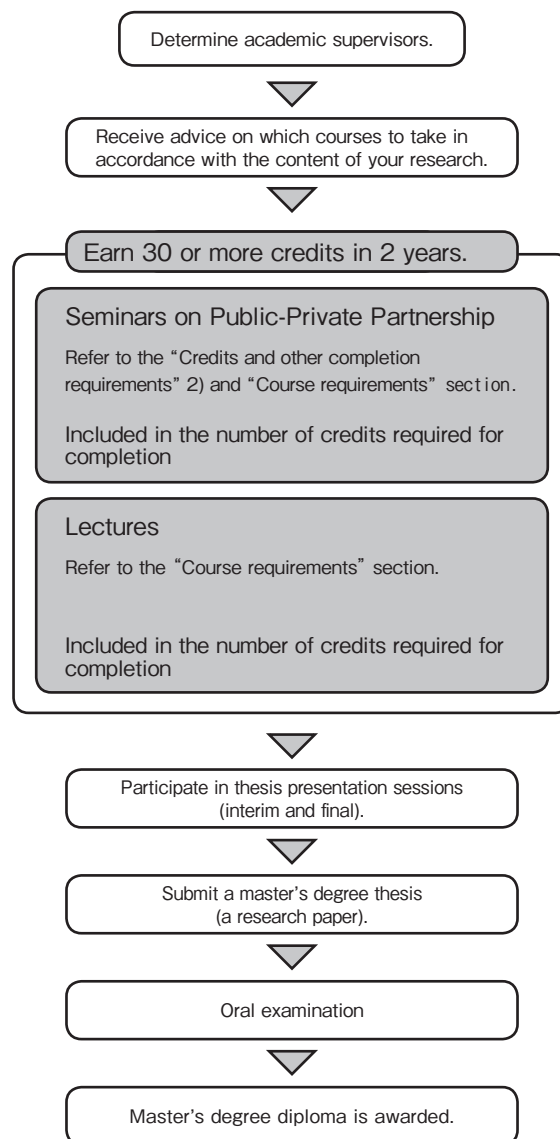 Determine academic supervisors.
Receive advice on which courses to take in
accordance with the content of your research.
Earn 30 or more credits in 2 years.
Seminars on Public-Private Partnership
Refer to the “Credits and other completion
requirements” 2) and “Course requirements” section.
Included in the number of credits required for
completion
Lectures
Refer to the “Course requirements” section.
Included in the number of credits required for
completion
Participate in thesis presentation sessions
(interim and final).
Submit a master’s degree thesis
(a research paper).
Oral examination
Master’s degree diploma is awarded.